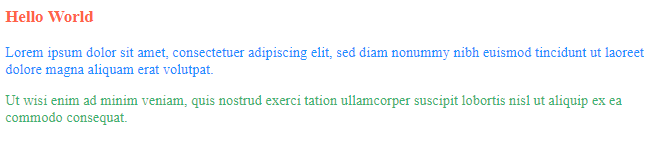 Hello World
Lorem ipsum dolor sit amet, consectetuer adipiscing elit, sed diam nonummy nibh euismod tincidunt ut laoreet
dolore magna aliquam erat volutpat.
Ut wisi enim ad minim veniam, quis nostrud exerci tation ullamcorper suscipit lobortis nisl ut aliquip ex ea
commodo consequat.